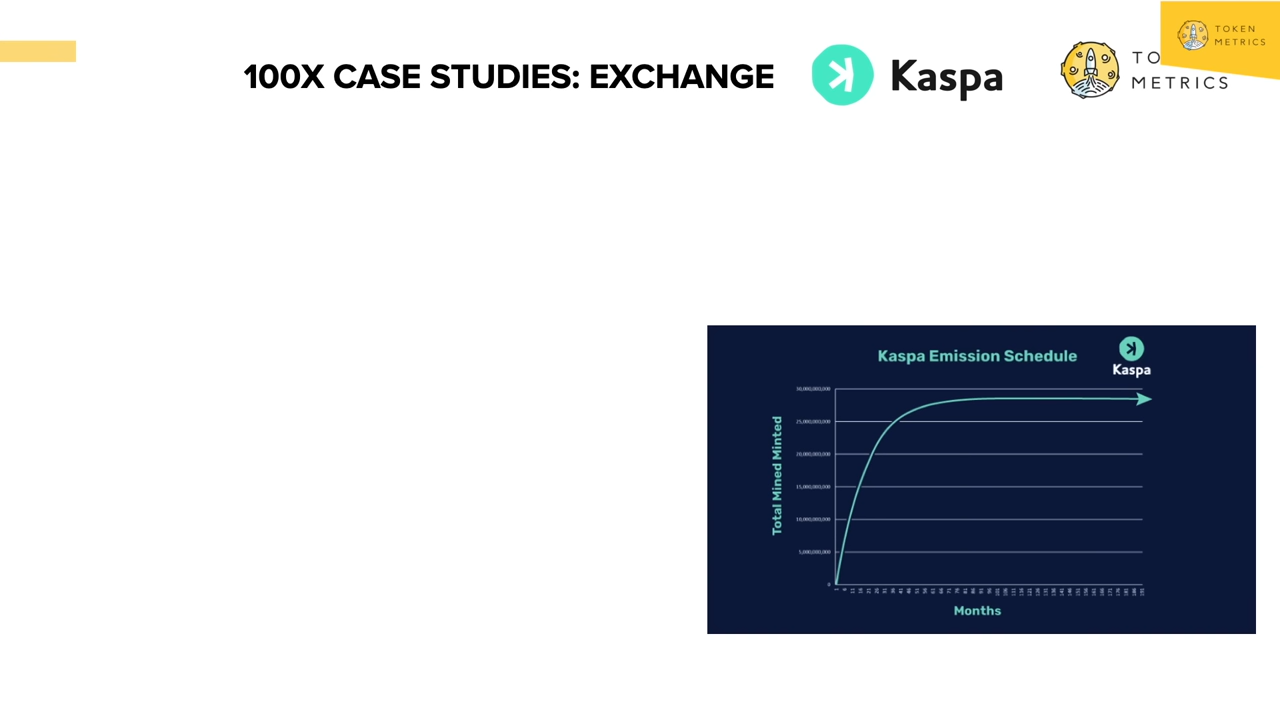 100X CASE STUDIES: EXCHANGE
Kaspa
TO
METRICS
TOKEN
METRICS
Kaspa Emission Schedule
Kaspa
Total Mined Minted
30,000,000,000
25,000,000,000
20,000,000,000
15,000,000,000
10,000,000,000
5,000,000,000
0
Months